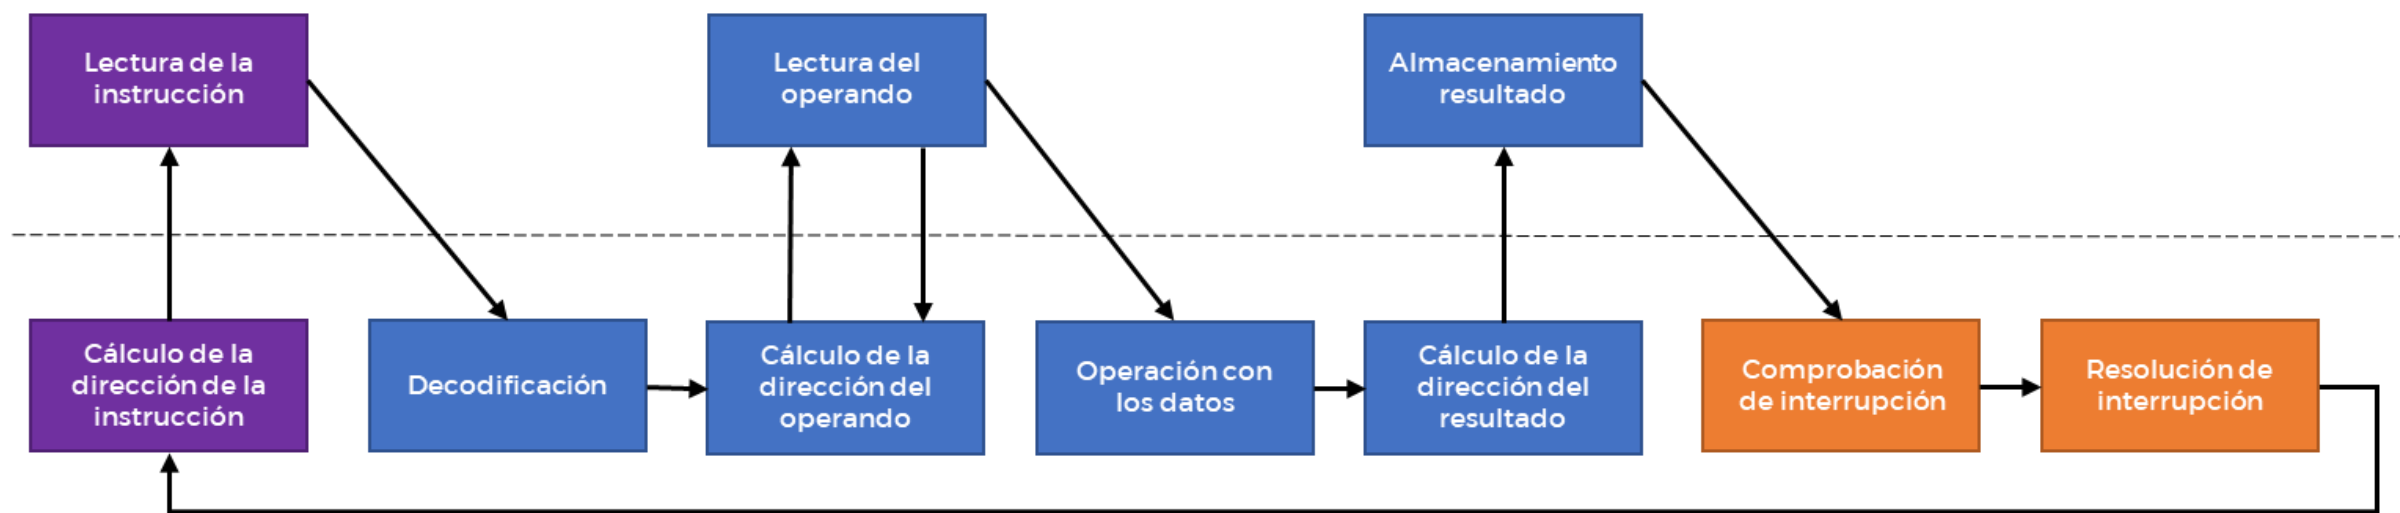 Lectura de la
instrucción
Lectura del
operando
Almacenamiento
resultado
Cálculo de la
dirección de la
instrucción
Decodificación
Cálculo de la
dirección del
operando
Operación con
los datos
Cálculo de la
dirección del
resultado
Comprobación
de interrupción
Resolución de
interrupción